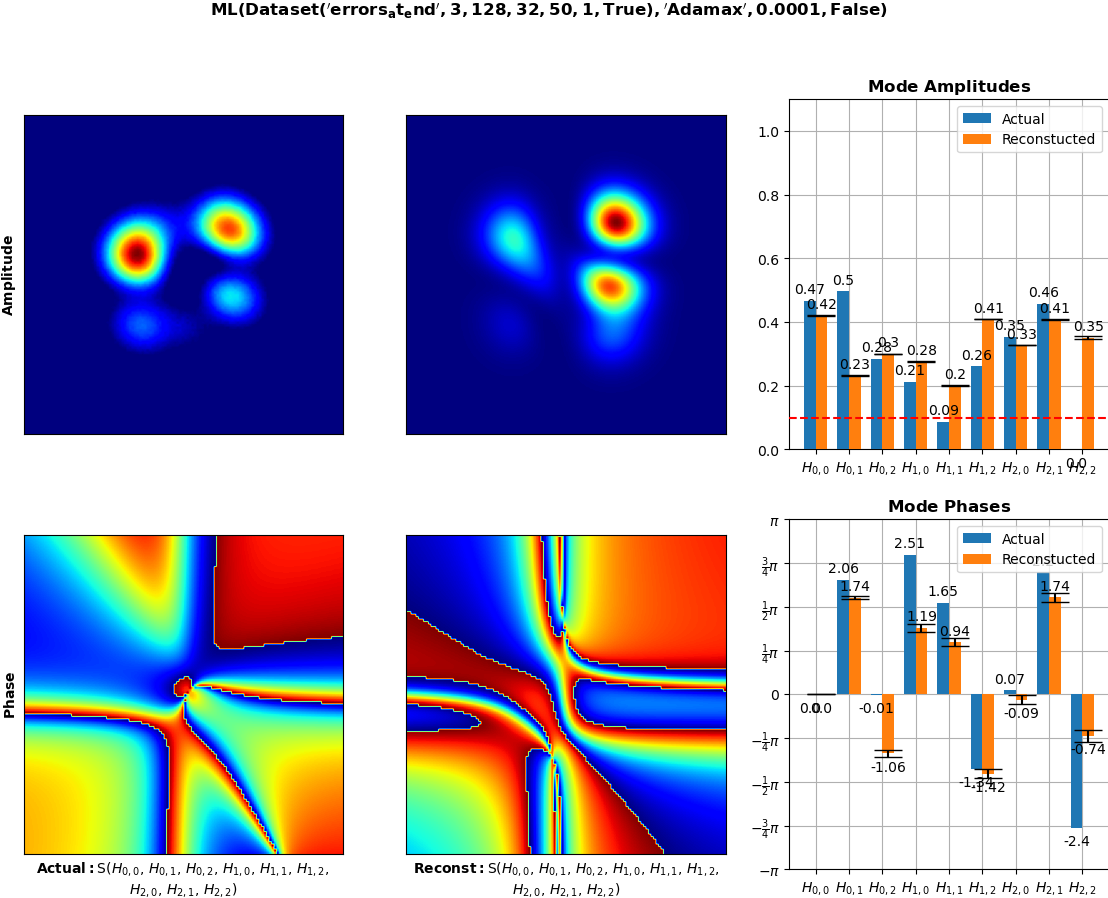 ML(Dataset('errors_at_end', 3, 128, 32, 50, 1, True), 'Adamax', 0.0001, False)
Amplitude
Mode Amplitudes
Actual
Reconstucted
1.0
0.8
0.6
0.4
0.2
0.0
0.47 0.5 0.28 0.21 0.09 0.26 0.35 0.46 0.0
0.42 0.23 0.3 0.28 0.2 0.41 0.33 0.41 0.35
H0,0 H0,1 H0,2 H1,0 H1,1 H1,2 H2,0 H2,1 H2,2
Phase
Mode Phases
Actual
Reconstucted
π
3/4π
1/2π
1/4π
0
−1/4π
−1/2π
−3/4π
−π
0.0 2.06 -0.01 2.51 1.65 -1.34 0.07 -2.4
0.0 1.74 -1.06 1.19 0.94 -1.42 -0.09 1.74 -0.74
H0,0 H0,1 H0,2 H1,0 H1,1 H1,2 H2,0 H2,1 H2,2
Actual: S(H0,0, H0,1, H0,2, H1,0, H1,1, H1,2,
H2,0, H2,1, H2,2)
Reconst: S(H0,0, H0,1, H0,2, H1,0, H1,1, H1,2,
H2,0, H2,1, H2,2)